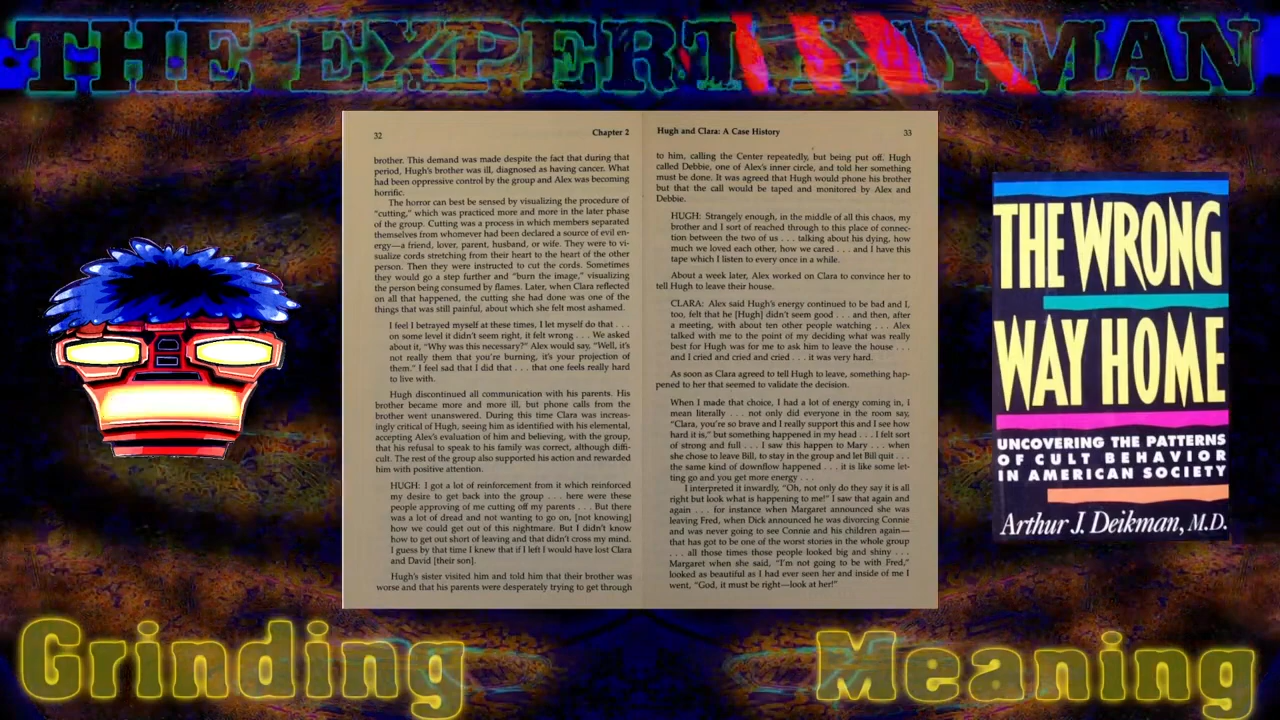 THE EXPERT LAYMAN
32 Chapter 2
brother. This demand was made despite the fact that during that
period, Hugh's brother was ill, diagnosed as having cancer. What
had been oppressive control by the group and Alex was becoming
horrific.
The horror can best be sensed by visualizing the procedure of
"cutting," which was practiced more and more in the later phase
of the group. Cutting was a process in which members separated
themselves from whomever had been declared a source of evil en-
ergy—a friend, lover, parent, husband, or wife. They were to vi-
sualize cords stretching from their heart to the heart of the other
person. Then they were instructed to cut the cords. Sometimes
they would go a step further and "burn the image," visualizing
the person being consumed by flames. Later, when Clara reflected
on all that happened, the cutting she had done was one of the
things that was still painful, about which she felt most ashamed.
I feel I betrayed myself at these times, I let myself do that . . .
on some level it didn't seem right, it felt wrong . . . We asked
about it, "Why was this necessary?" Alex would say, "Well, it's
not really them that you're burning, it's your projection of
them." I feel sad that I did that . . . that one feels really hard
to live with.
Hugh discontinued all communication with his parents. His
brother became more and more ill, but phone calls from the
brother went unanswered. During this time Clara was increas-
ingly critical of Hugh, seeing him as identified with his elemental,
accepting Alex's evaluation of him and believing, with the group,
that his refusal to speak to his family was correct, although diffi-
cult. The rest of the group also supported his action and rewarded
him with positive attention.
HUGH: I got a lot of reinforcement from it which reinforced
my desire to get back into the group . . . here were these
people approving of me cutting off my parents . . . But there
was a lot of dread and not wanting to go on, [not knowing]
how we could get out of this nightmare. But I didn't know
how to get out short of leaving and that didn't cross my mind.
I guess by that time I knew that if I left I would have lost Clara
and David [their son].
Hugh's sister visited him and told him that their brother was
worse and that his parents were desperately trying to get through
Hugh and Clara: A Case History 33
to him, calling the Center repeatedly, but being put off. Hugh
called Debbie, one of Alex's inner circle, and told her something
must be done. It was agreed that Hugh would phone his brother
but that the call would be taped and monitored by Alex and
Debbie.
HUGH: Strangely enough, in the middle of all this chaos, my
brother and I sort of reached through to this place of connec-
tion between the two of us . . . talking about his dying, how
much we loved each other, how we cared . . . and I have this
tape which I listen to every once in a while.
About a week later, Alex worked on Clara to convince her to
tell Hugh to leave their house.
CLARA: Alex said Hugh's energy continued to be bad and I,
too, felt that he [Hugh] didn't seem good . . . and then, after
a meeting, with about ten other people watching . . . Alex
talked with me to the point of my deciding what was really
best for Hugh was for me to ask him to leave the house . . .
and I cried and cried and cried . . . it was very hard.
As soon as Clara agreed to tell Hugh to leave, something hap-
pened to her that seemed to validate the decision.
When I made that choice, I had a lot of energy coming in, I
mean literally . . . not only did everyone in the room say,
"Clara, you're so brave and I really support this and I see how
hard it is," but something happened in my head . . . I felt sort
of strong and full . . . I saw this happen to Mary . . . when
she chose to leave Bill, to stay in the group and let Bill quit . . .
the same kind of downflow happened . . . it is like some let-
ting go and you get more energy . . .
I interpreted it inwardly, "Oh, not only do they say it is all
right but look what is happening to me!" I saw that again and
again . . . for instance when Margaret announced she was
leaving Fred, when Dick announced he was divorcing Connie
and was never going to see Connie and his children again—
that has got to be one of the worst stories in the whole group
. . . all those times those people looked big and shiny . . .
Margaret when she said, "I'm not going to be with Fred,"
looked as beautiful as I had ever seen her and inside of me I
went, "God, it must be right—look at her!"
THE WRONG
WAY HOME
UNCOVERING THE PATTERNS
OF CULT BEHAVIOR
IN AMERICAN SOCIETY
Arthur J. Deikman, M.D.
Grinding Meaning